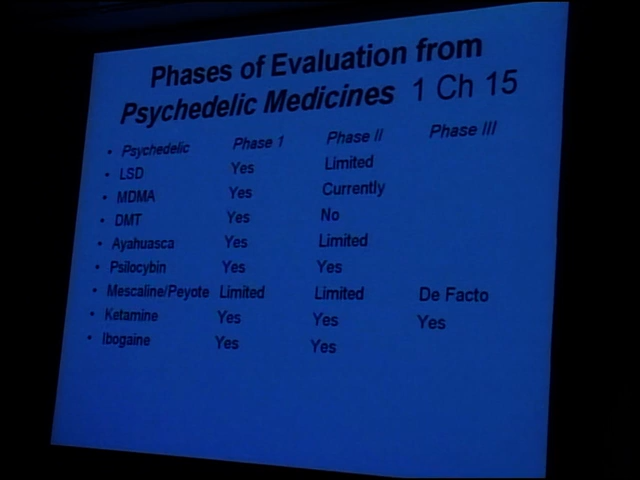 Phases of Evaluation from
Psychedelic Medicines 1 Ch 15
• Psychedelic Phase 1 Phase II Phase III
• LSD Yes Limited
• MDMA Yes Currently
• DMT Yes No
• Ayahuasca Yes Limited
• Psilocybin Yes Yes
• Mescaline/Peyote Limited Limited De Facto
• Ketamine Yes Yes Yes
• Ibogaine Yes Yes